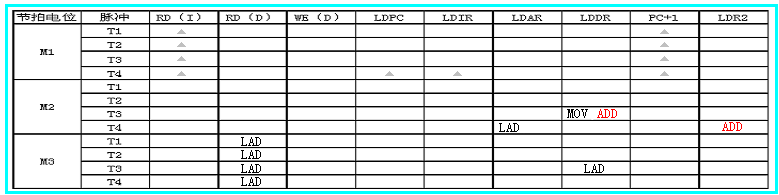 节拍电位 脉冲 RD (I) RD (D) WE (D) LDPC LDIR LDAR LDDR PC+1 LDR2
M1 T1
T2
T3
T4
M2 T1
T2
T3 MOV ADD
T4 LAD ADD
M3 T1 LAD
T2 LAD
T3 LAD LAD
T4 LAD